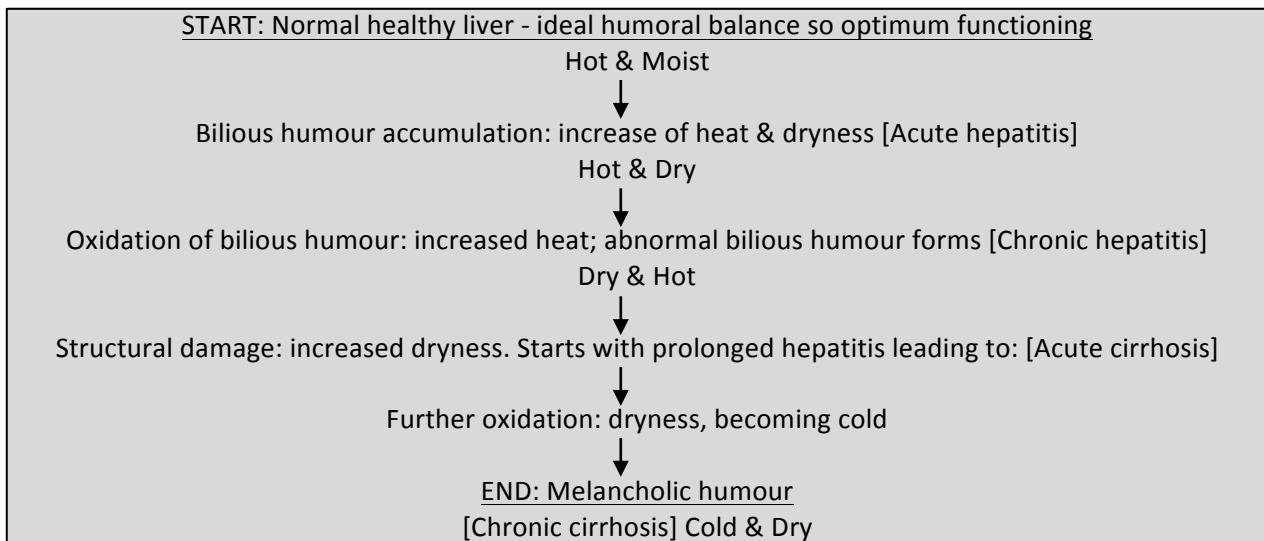 START: Normal healthy liver - ideal humoral balance so optimum functioning
Hot & Moist
Bilious humour accumulation: increase of heat & dryness [Acute hepatitis]
Hot & Dry
Oxidation of bilious humour: increased heat; abnormal bilious humour forms [Chronic hepatitis]
Dry & Hot
Structural damage: increased dryness. Starts with prolonged hepatitis leading to: [Acute cirrhosis]
Further oxidation: dryness, becoming cold
END: Melancholic humour
[Chronic cirrhosis] Cold & Dry